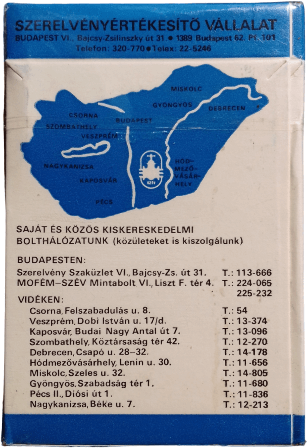 SZERELVÉNYÉRTÉKESÍTŐ VÁLLALAT
BUDAPEST VI., Bajcsy-Zsilinszky út 31. • 1389 Budapest 62. Pf. 101
Telefon: 320-770 • Telex: 22-5246
MISKOLC
GYÖNGYÖS
DEBRECEN
CSORNA
BUDAPEST
SZOMBATHELY
VESZPRÉM
NAGYKANIZSA
HÓD-
MEZŐ-
VÁSÁR-
HELY
KAPOSVÁR
PÉCS
SAJÁT ÉS KÖZÖS KISKERESKEDELMI
BOLTHÁLÓZATUNK (közületeket is kiszolgálunk)
BUDAPESTEN:
Szerelvény Szaküzlet VI., Bajcsy-Zs. út 31. T.: 113-666
MOFÉM–SZÉV Mintabolt VI., Liszt F. tér 4. T.: 224-065
225-232
VIDÉKEN:
Csorna, Felszabadulás u. 8. T.: 54
Veszprém, Dobi István u. 17/d. T.: 13-374
Kaposvár, Budai Nagy Antal út 7. T.: 13-096
Szombathely, Köztársaság tér 42. T.: 12-270
Debrecen, Csapó u. 28–32. T.: 14-178
Hódmezővásárhely, Lenin u. 30. T.: 11-656
Miskolc, Szeles u. 32. T.: 14-805
Gyöngyös, Szabadság tér 1. T.: 11-680
Pécs II., Diósi út 1. T.: 11-836
Nagykanizsa, Béke u. 7. T.: 12-213